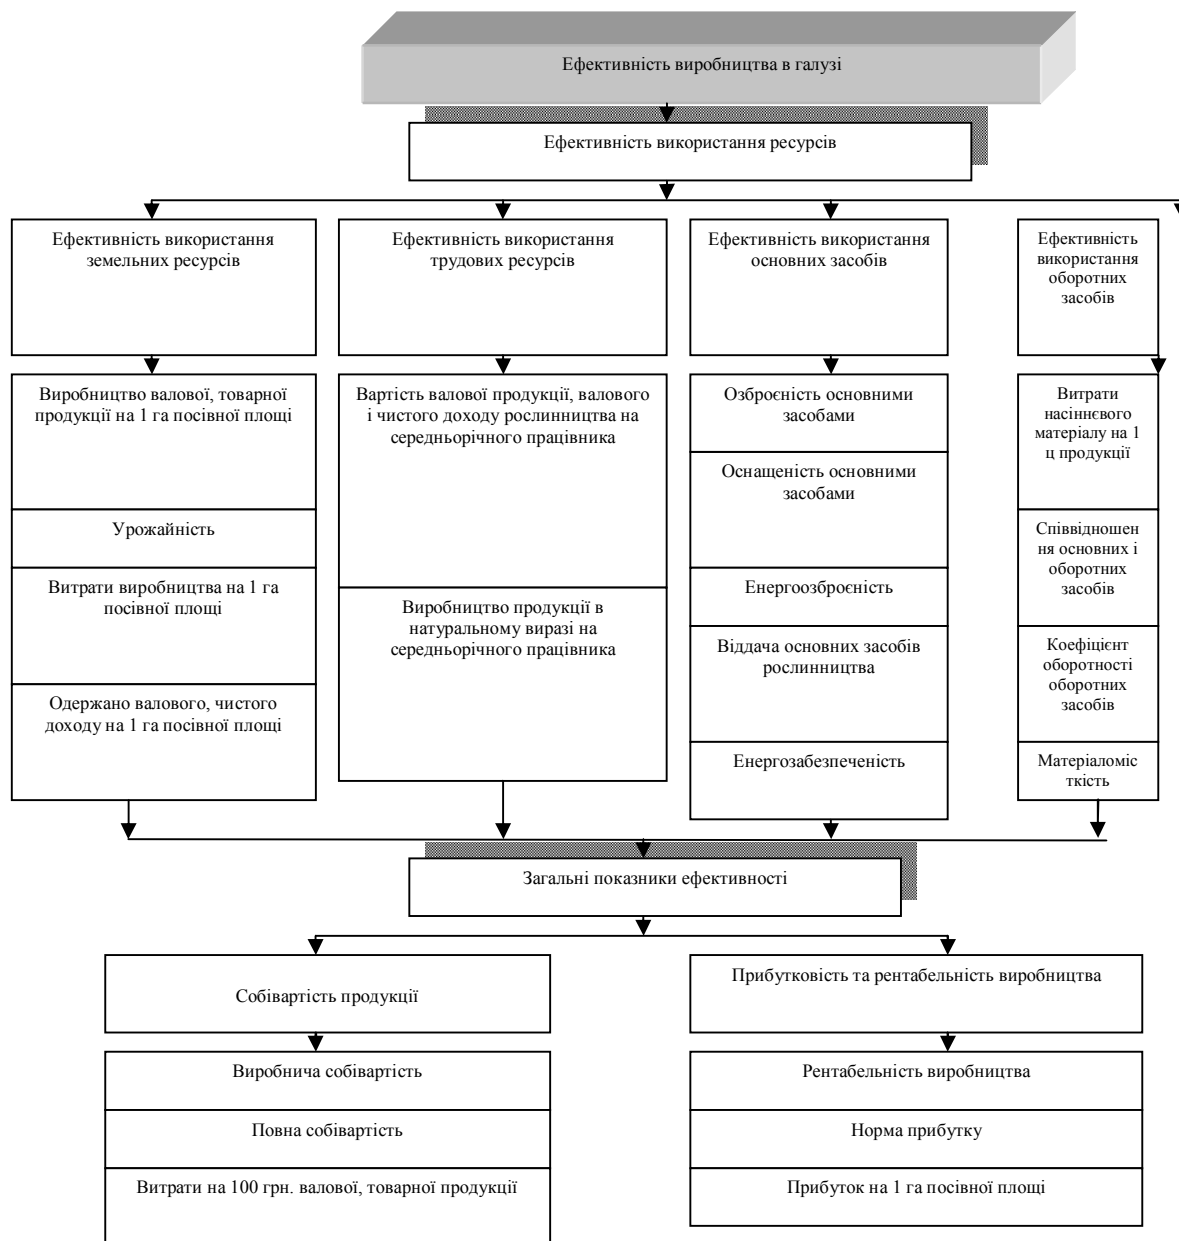 Ефективність виробництва в галузі
Ефективність використання ресурсів
Ефективність використання
земельних ресурсів
Ефективність використання
трудових ресурсів
Ефективність використання
основних засобів
Ефективність
використання
оборотних
засобів
Виробництво валової, товарної
продукції на 1 га посівної площі
Урожайність
Витрати виробництва на 1 га
посівної площі
Одержано валового, чистого
доходу на 1 га посівної площі
Вартість валової продукції, валового
і чистого доходу рослинництва на
середньорічного працівника
Виробництво продукції в
натуральному виразі на
середньорічного працівника
Озброєність основними
засобами
Оснащеність основними
засобами
Енергоозброєність
Віддача основних засобів
рослинництва
Енергозабезпеченість
Витрати
насіннєвого
матеріалу на 1
ц продукції
Співвідношен
ня основних і
оборотних
засобів
Коефіцієнт
оборотності
оборотних
засобів
Матеріаломіс
ткість
Загальні показники ефективності
Собівартість продукції
Прибутковість та рентабельність виробництва
Виробнича собівартість
Повна собівартість
Витрати на 100 грн. валової, товарної продукції
Рентабельність виробництва
Норма прибутку
Прибуток на 1 га посівної площі